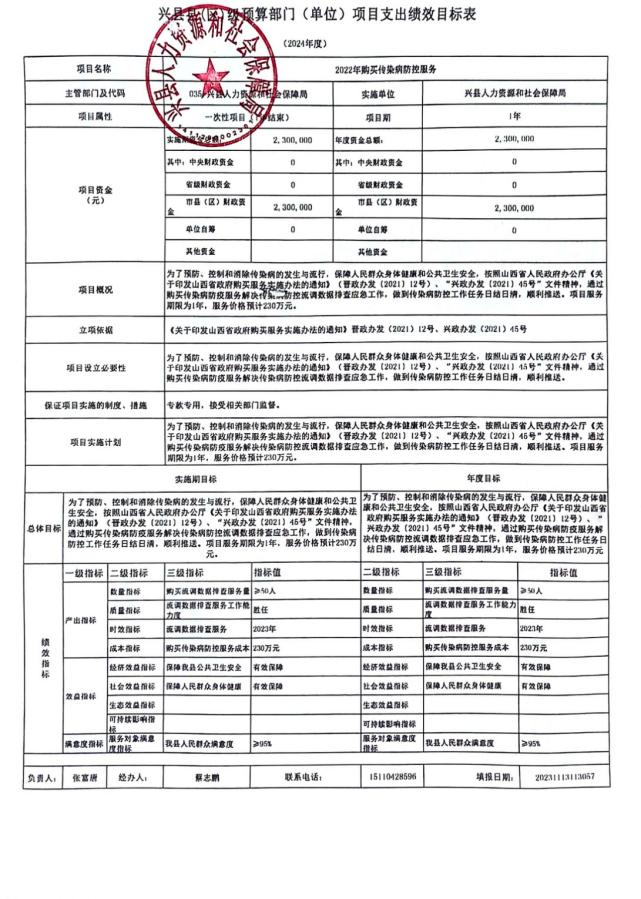 兴县县(区)级预算部门（单位）项目支出绩效目标表
（2024年度）
项目名称 2022年购买传染病防控服务
主管部门及代码 035-兴县人力资源和社会保障局 实施单位 兴县人力资源和社会保障局
项目属性 一次性项目 项目期 1年
项目资金（元） 2,300,000 年度资金总额： 2,300,000
其中：中央财政资金 0 其中：中央财政资金 0
省级财政资金 0 省级财政资金 0
市县（区）财政资金 2,300,000 市县（区）财政资金 2,300,000
单位自筹 0 单位自筹 0
其他资金 其他资金
项目概况 为了预防、控制和消除传染病的发生与流行，保障人民群众身体健康和公共卫生安全，按照山西省人民政府办公厅《关
于印发山西省政府购买服务实施办法的通知》（晋政办发〔2021〕12号）、“兴政办发〔2021〕45号”文件精神，通过
购买传染病防疫服务解决传染病防控流调数据排查应急工作，做到传染病防控工作任务日结日清，顺利推送。项目服务
期限为1年，服务价格预计230万元。
立项依据 《关于印发山西省政府购买服务实施办法的通知》晋政办发〔2021〕12号、兴政办发〔2021〕45号
项目设立必要性 为了预防、控制和消除传染病的发生与流行，保障人民群众身体健康和公共卫生安全，按照山西省人民政府办公厅《关
于印发山西省政府购买服务实施办法的通知》（晋政办发〔2021〕12号）、“兴政办发〔2021〕45号”文件精神，通过
购买传染病防疫服务解决传染病防控流调数据排查应急工作，做到传染病防控工作任务日结日清，顺利推送。
保证项目实施的制度、措施 专款专用，接受相关部门监督。
项目实施计划 为了预防、控制和消除传染病的发生与流行，保障人民群众身体健康和公共卫生安全，按照山西省人民政府办公厅《关
于印发山西省政府购买服务实施办法的通知》（晋政办发〔2021〕12号）、“兴政办发〔2021〕45号”文件精神，通过
购买传染病防疫服务解决传染病防控流调数据排查应急工作，做到传染病防控工作任务日结日清，顺利推送。项目服务
期限为1年，服务价格预计230万元。
实施期目标 年度目标
总体目标
为了预防、控制和消除传染病的发生与流行，保障人民群众身体健康和公共卫
生安全，按照山西省人民政府办公厅《关于印发山西省政府购买服务实施办法
的通知》（晋政办发〔2021〕12号）、“兴政办发〔2021〕45号”文件精神，
通过购买传染病防疫服务解决传染病防控流调数据排查应急工作，做到传染病
防控工作任务日结日清，顺利推送。项目服务期限为1年，服务价格预计230万
元
为了预防、控制和消除传染病的发生与流行，保障人民群众身体健康
和公共卫生安全，按照山西省人民政府办公厅《关于印发山西省政
府购买服务实施办法的通知》（晋政办发〔2021〕12号）、“兴政办发
〔2021〕45号”文件精神，通过购买传染病防疫服务解
决传染病防控流调数据排查应急工作，做到传染病防控工作任务日结
日清，顺利推送。项目服务期限为1年，服务价格预计230万元
绩效指标
一级指标 二级指标 三级指标 指标值 二级指标 三级指标 指标值
产出指标 数量指标 购买流调数据排查服务量 ≥50人 数量指标 购买流调数据排查服务量 ≥50人
质量指标 流调数据排查服务工作能力度 胜任 质量指标 流调数据排查服务工作能力度 胜任
时效指标 流调数据排查服务 2023年 时效指标 流调数据排查服务 2023年
成本指标 购买传染病防控服务成本 230万元 成本指标 购买传染病防控服务成本 230万元
效益指标 经济效益指标 保障我县公共卫生安全 有效保障 经济效益指标 保障我县公共卫生安全 有效保障
社会效益指标 保障人民群众身体健康 有效保障 社会效益指标 保障人民群众身体健康 有效保障
生态效益指标 生态效益指标
可持续影响指标 可持续影响指标
满意度指标 服务对象满意度指标 我县人民群众满意度 ≥95% 服务对象满意度指标 我县人民群众满意度 ≥95%
负责人： 张富唐 经办人： 蔡志鹏 联系电话： 15110428596 填报日期： 20231113113057
兴县人力资源和社会保障局